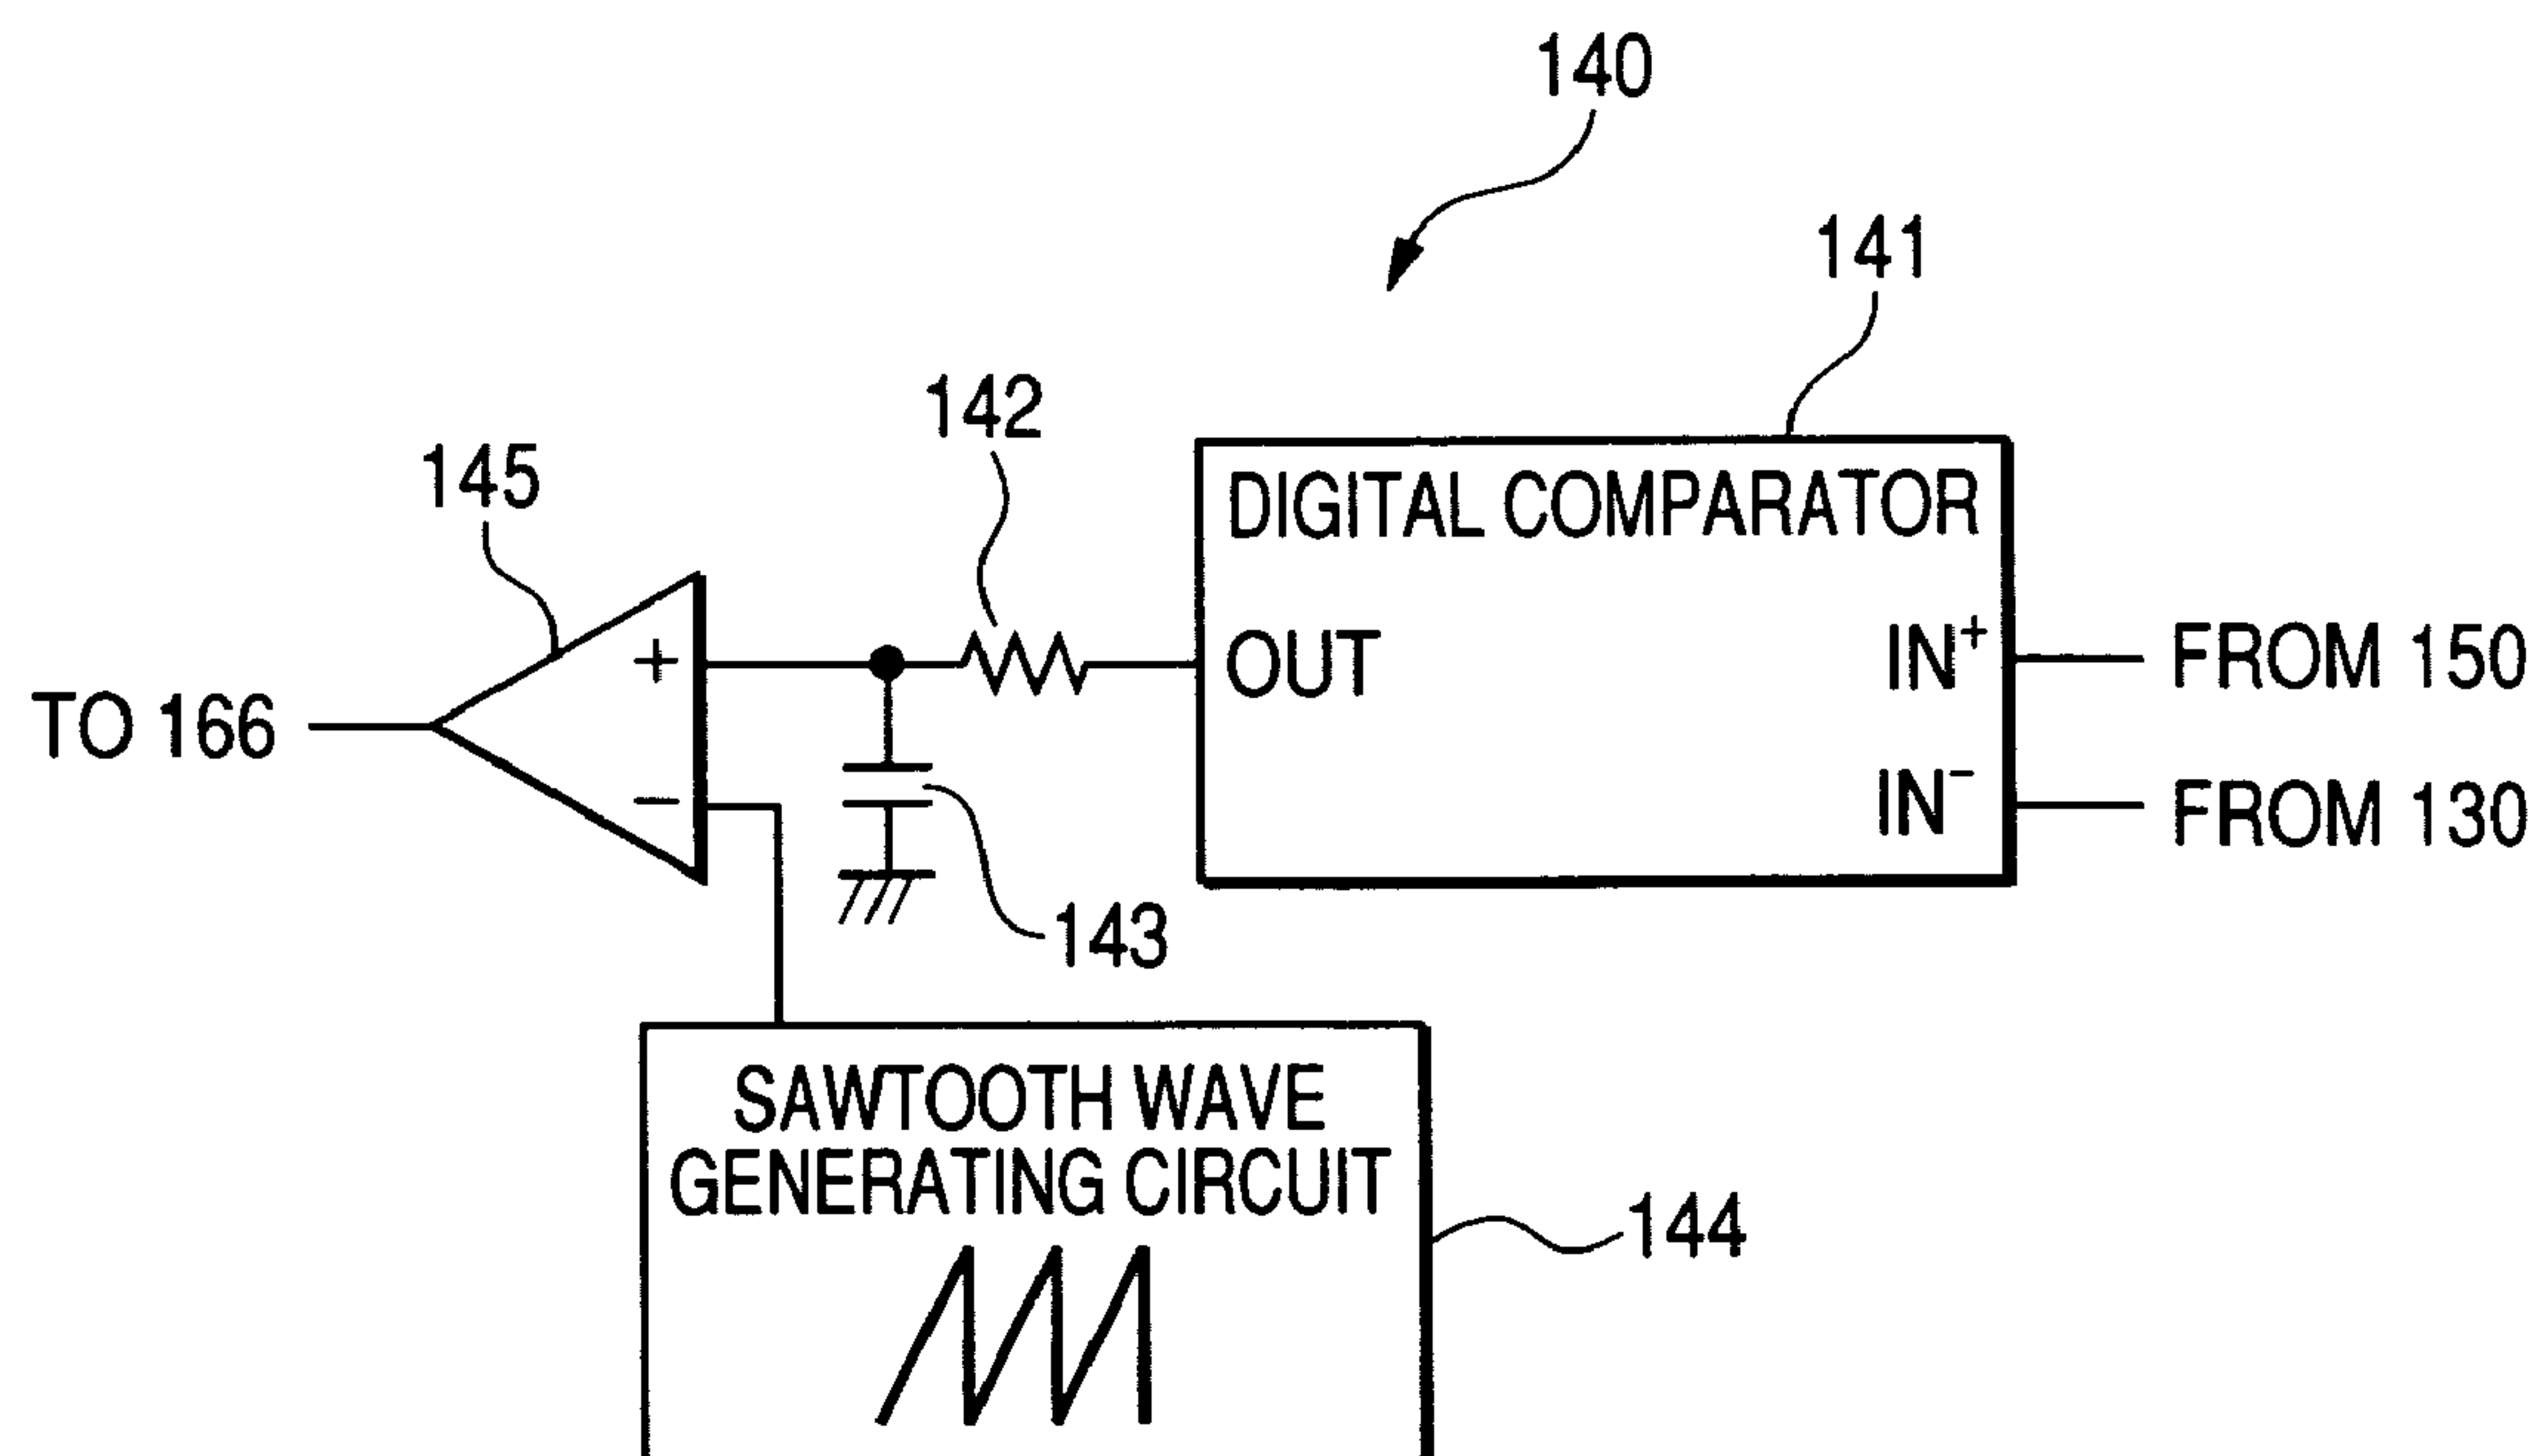 140
141
142
145
DIGITAL COMPARATOR
+
OUT
IN+
FROM 150
TO 166
−
IN−
FROM 130
143
SAWTOOTH WAVE
GENERATING CIRCUIT
144